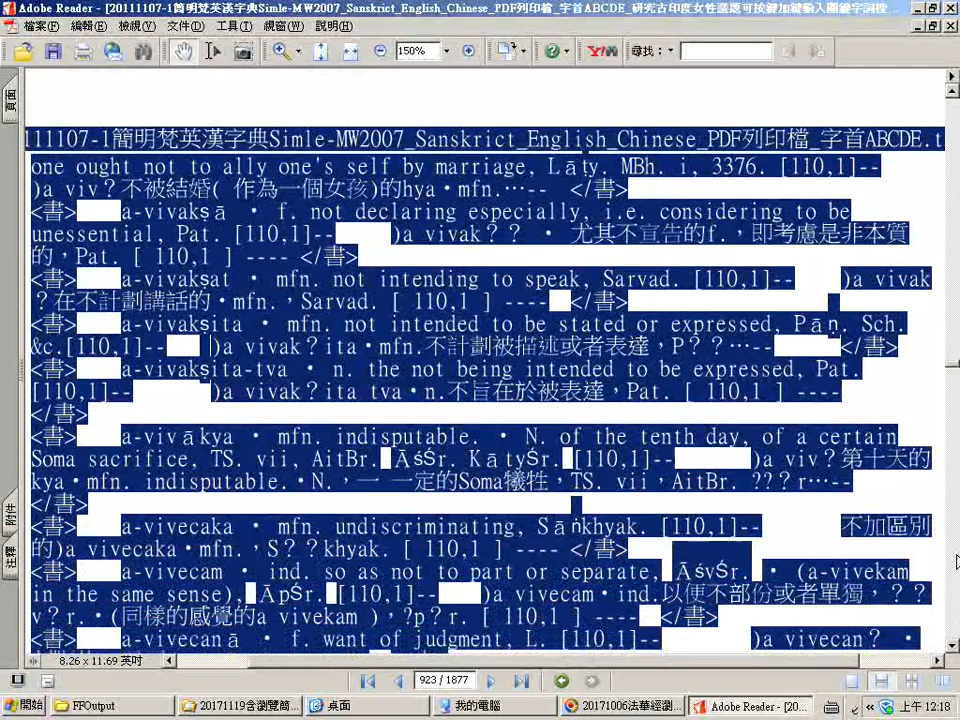 Adobe Reader - [20111107-1簡明梵英漢字典Simle-MW2007_Sanskrict_English_Chinese_PDF列印檔_字首ABCDE_研究古印度女性議題可按鍵加鍵輸入關鍵字詞搜...
檔案(F) 編輯(E) 檢視(V) 文件(D) 工具(T) 視窗(W) 說明(H)
150% Y! 尋找:
頁面
111107-1簡明梵英漢字典Simle-MW2007_Sanskrict_English_Chinese_PDF列印檔_字首ABCDE.t
one ought not to ally one's self by marriage, Lāṭy. MBh. i, 3376. [110,1]--
)a viv?不被結婚( 作為一個女孩)的hya•mfn.…-- </書>
<書> a-vivakṣā • f. not declaring especially, i.e. considering to be
unessential, Pat. [110,1]-- )a vivak?? • 尤其不宣告的f.，即考慮是非本質
的，Pat. [ 110,1 ] ---- </書>
<書> a-vivakṣat • mfn. not intending to speak, Sarvad. [110,1]-- )a vivak
?在不計劃講話的•mfn.，Sarvad. [ 110,1 ] ---- </書>
<書> a-vivakṣita • mfn. not intended to be stated or expressed, Pāṇ. Sch.
&c.[110,1]-- )a vivak?ita•mfn.不計劃被描述或者表達，P??…-- </書>
<書> a-vivakṣita-tva • n. the not being intended to be expressed, Pat.
[110,1]-- )a vivak?ita tva•n.不旨在於被表達，Pat. [ 110,1 ] ----
</書>
<書> a-vivākya • mfn. indisputable. • N. of the tenth day, of a certain
Soma sacrifice, TS. vii, AitBr. ĀśŚr. KātyŚr. [110,1]-- )a viv?第十天的
kya•mfn. indisputable.•N.，一 一定的Soma犧牲，TS. vii，AitBr. ???r…--
</書>
<書> a-vivecaka • mfn. undiscriminating, Sāṅkhyak. [110,1]-- 不加區別
的)a vivecaka•mfn.，S??khyak. [ 110,1 ] ---- </書>
<書> a-vivecam • ind. so as not to part or separate, ĀśvŚr. • (a-vivekam
in the same sense), ĀpŚr. [110,1]-- )a vivecam•ind.以便不部份或者單獨，??
v?r.•(同樣的感覺的a vivekam )，?p?r. [ 110,1 ] ---- </書>
<書> a-vivecanā • f. want of judgment, L. [110,1]-- )a vivecan? •
附件
注釋
8.26 x 11.69 英吋
923 / 1877
開始 FFOutput 20171119含瀏覽簡... 桌面 我的電腦 20171006法華經瀏... Adobe Reader - [20... 上午 12:18